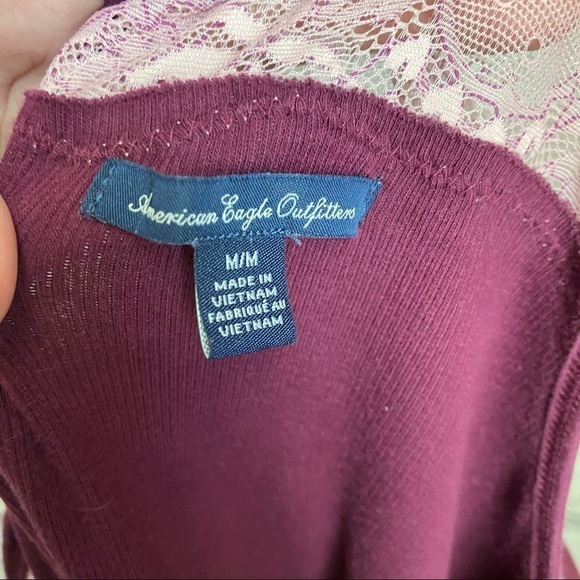 American Eagle Outfitters
M/M
MADE IN
VIETNAM
FABRIQUÉ AU
VIETNAM